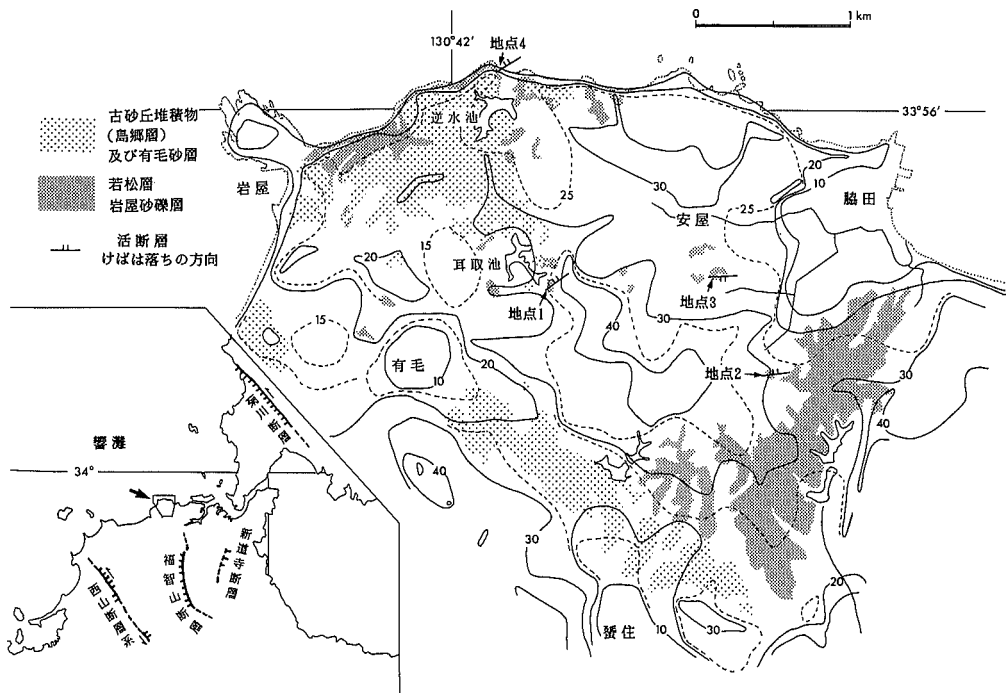 0
1 km
130°42′
地点4
33°56′
古砂丘堆積物
(島郷層)
及び有毛砂層
若松層
岩屋砂礫層
活断層
けばは落ちの方向
岩屋
逆水池
25
30
安屋
25
20
10
脇田
15
20
耳取池
地点1
地点3
40
30
15
有毛
10
20
地点2
30
40
響灘
34°
40
30
20
蜑住
10
30
菊川断層
新道寺断層
福智山断層
西山断層系